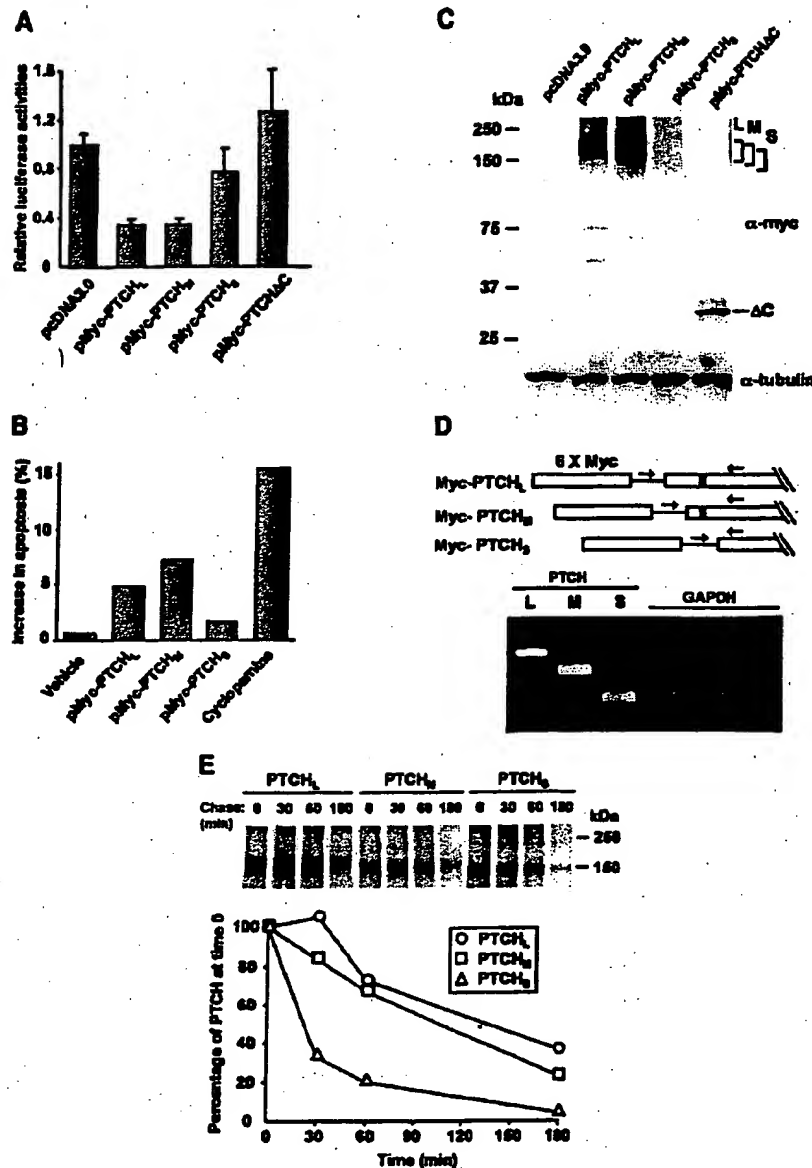 A
Relative luciferase activities
1.6
1.2
0.8
0.4
0
pcDNA3.0
pMyc-PTCHL
pMyc-PTCHM
pMyc-PTCHS
pMyc-PTCHΔC
B
Increase in apoptosis (%)
15
10
5
0
Vehicle
pMyc-PTCHL
pMyc-PTCHM
pMyc-PTCHS
Cyclopamine
C
pcDNA3.0
pMyc-PTCHL
pMyc-PTCHM
pMyc-PTCHS
pMyc-PTCHΔC
kDa
250
150
75
37
25
L M S
α-myc
ΔC
α-tubulin
D
6 X Myc
Myc-PTCHL
Myc- PTCHM
Myc- PTCHS
PTCH
L M S GAPDH
E
PTCHL PTCHM PTCHS
Chase: 0 30 60 180 0 30 60 180 0 30 60 180 kDa
(min)
250
150
Percentage of PTCH at time 0
100
80
60
40
20
0
PTCHL
PTCHM
PTCHS
0 30 60 90 120 150 180
Time (min)